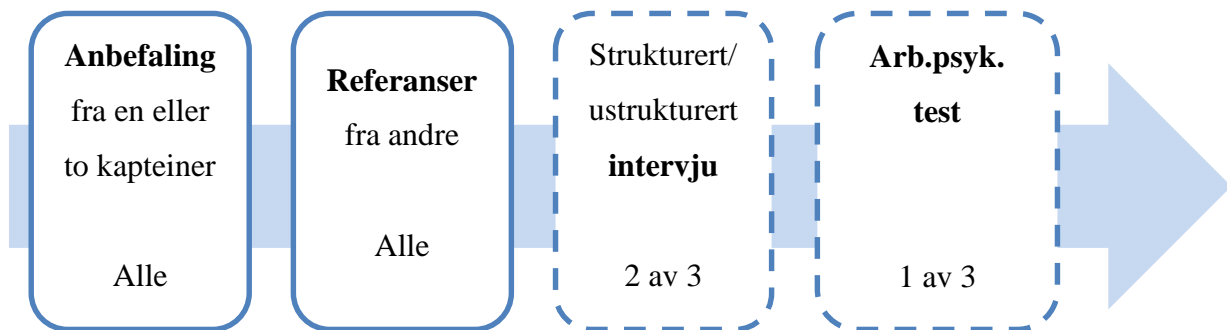 Anbefaling
fra en eller
to kapteiner
Alle
Referanser
fra andre
Alle
Strukturert/
ustrukturert
intervju
2 av 3
Arb.psyk.
test
1 av 3